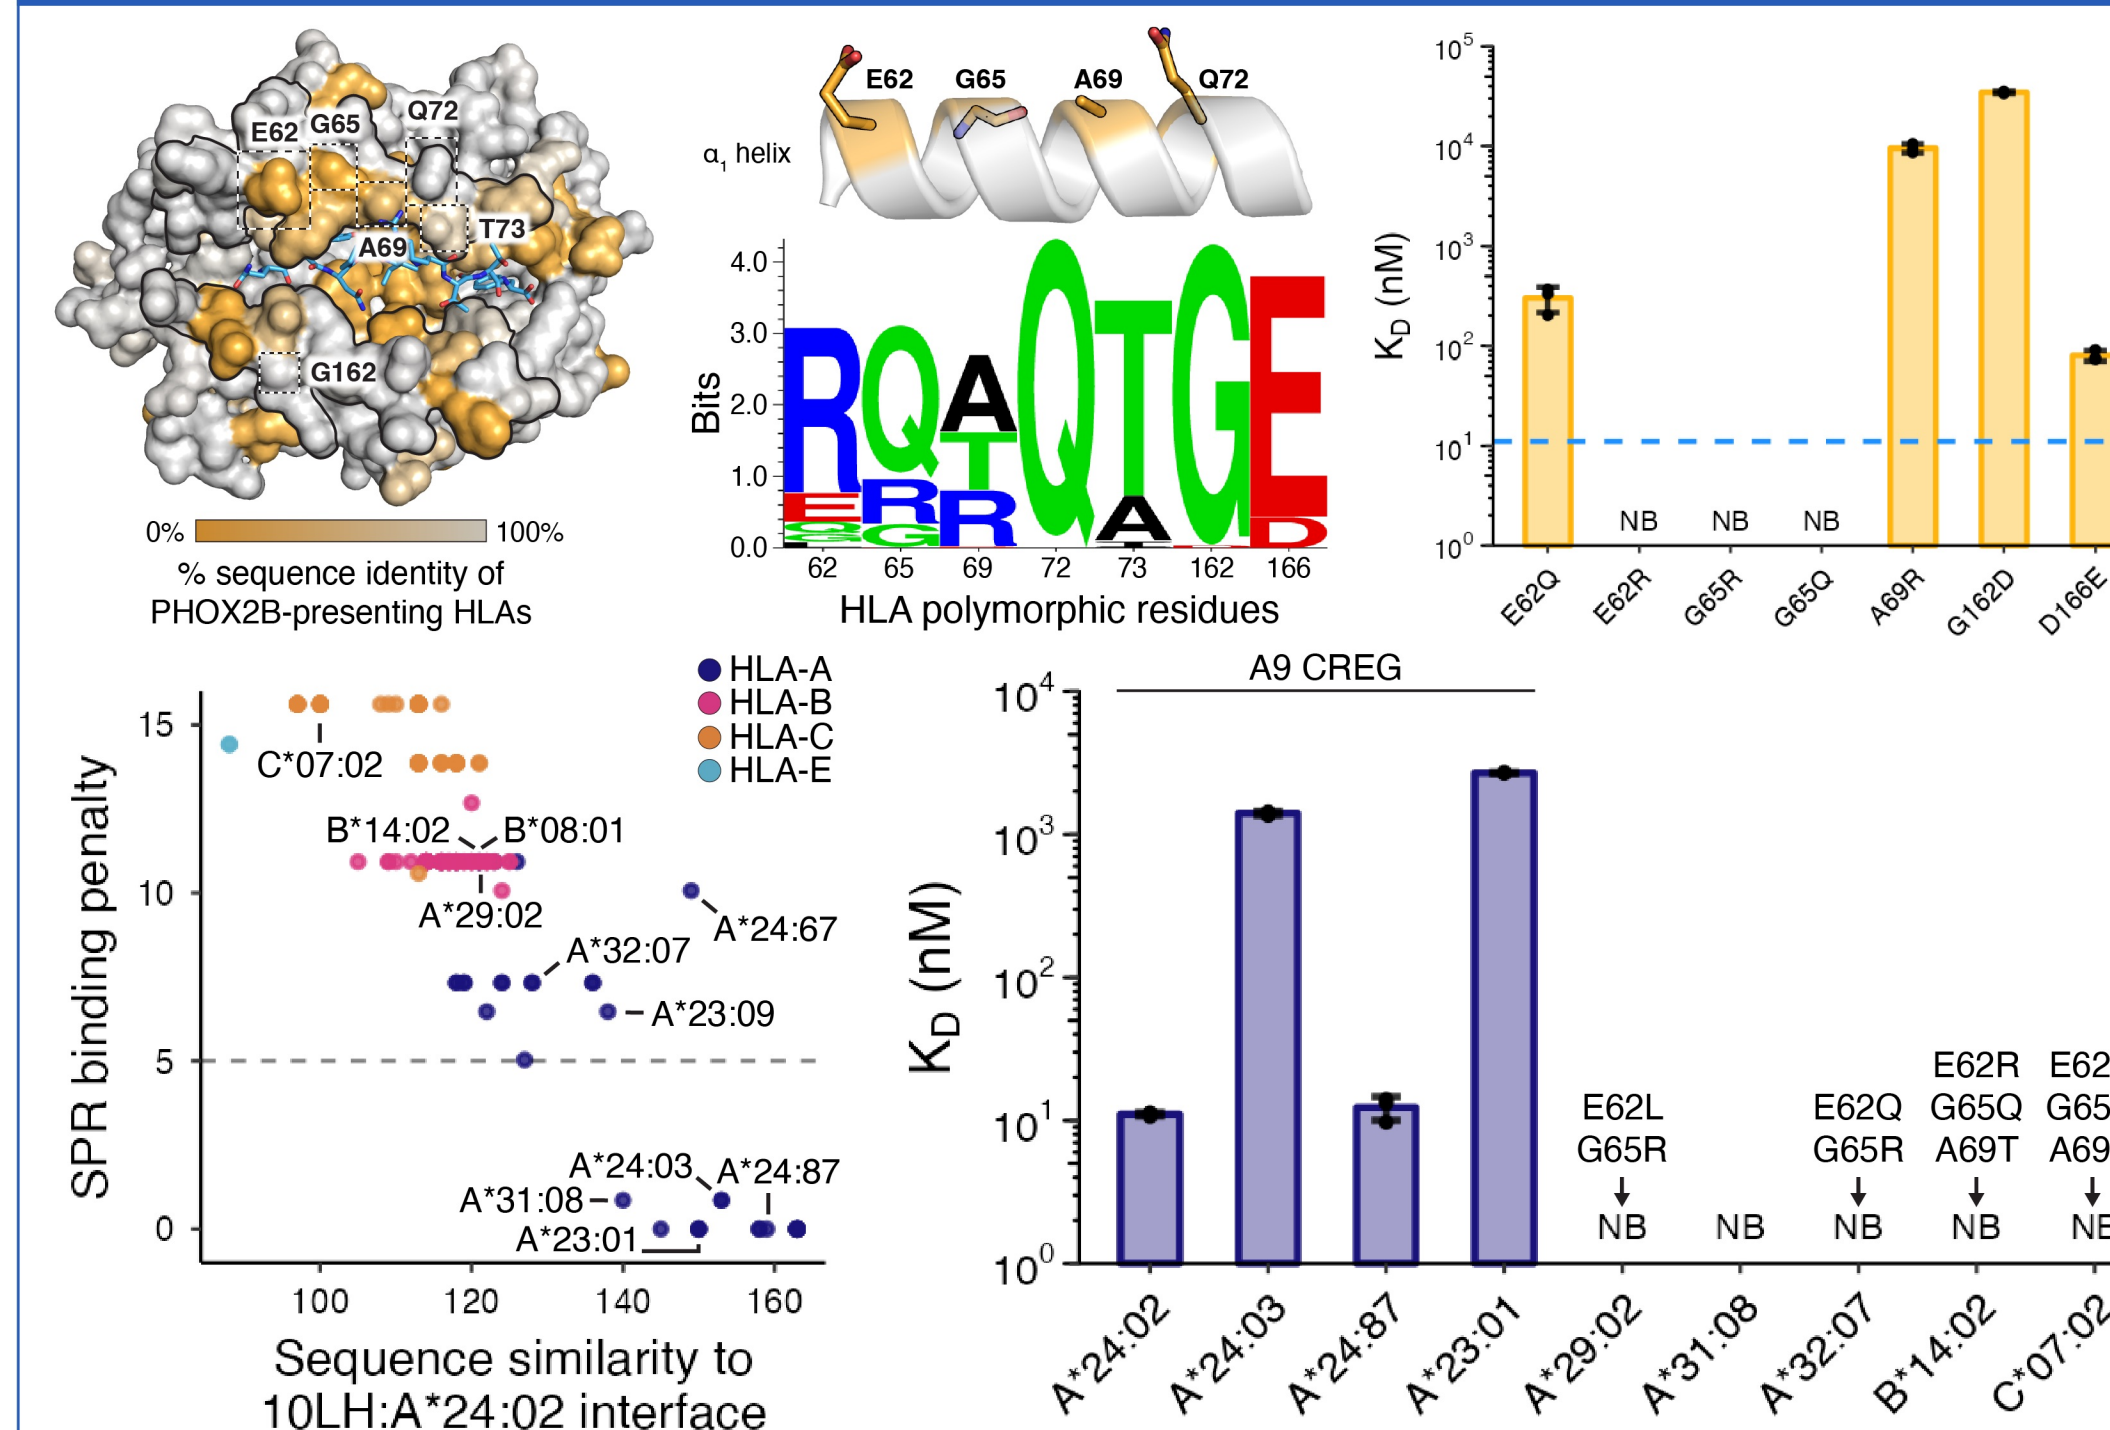 E62
G65
Q72
A69
T73
G162
0%
100%
% sequence identity of
PHOX2B-presenting HLAs
E62
G65
A69
Q72
α1 helix
Bits
4.0
3.0
2.0
1.0
0.0
R
E
Q
G
Q
R
G
A
T
R
Q
T
A
G
E
D
62
65
69
72
73
162
166
HLA polymorphic residues
KD (nM)
10^5
10^4
10^3
10^2
10^1
10^0
NB
NB
NB
E62Q
E62R
G65R
G65Q
A69R
G162D
D166E
HLA-A
HLA-B
HLA-C
HLA-E
SPR binding penalty
15
10
5
0
C*07:02
B*14:02
B*08:01
A*29:02
A*24:67
A*32:07
A*23:09
A*24:03
A*24:87
A*31:08
A*23:01
100
120
140
160
Sequence similarity to
10LH:A*24:02 interface
A9 CREG
KD (nM)
10^4
10^3
10^2
10^1
10^0
E62L
G65R
NB
NB
E62Q
G65R
NB
E62R
G65Q
A69T
NB
E62
G65
A69
NB
A*24:02
A*24:03
A*24:87
A*23:01
A*29:02
A*31:08
A*32:07
B*14:02
C*07:02